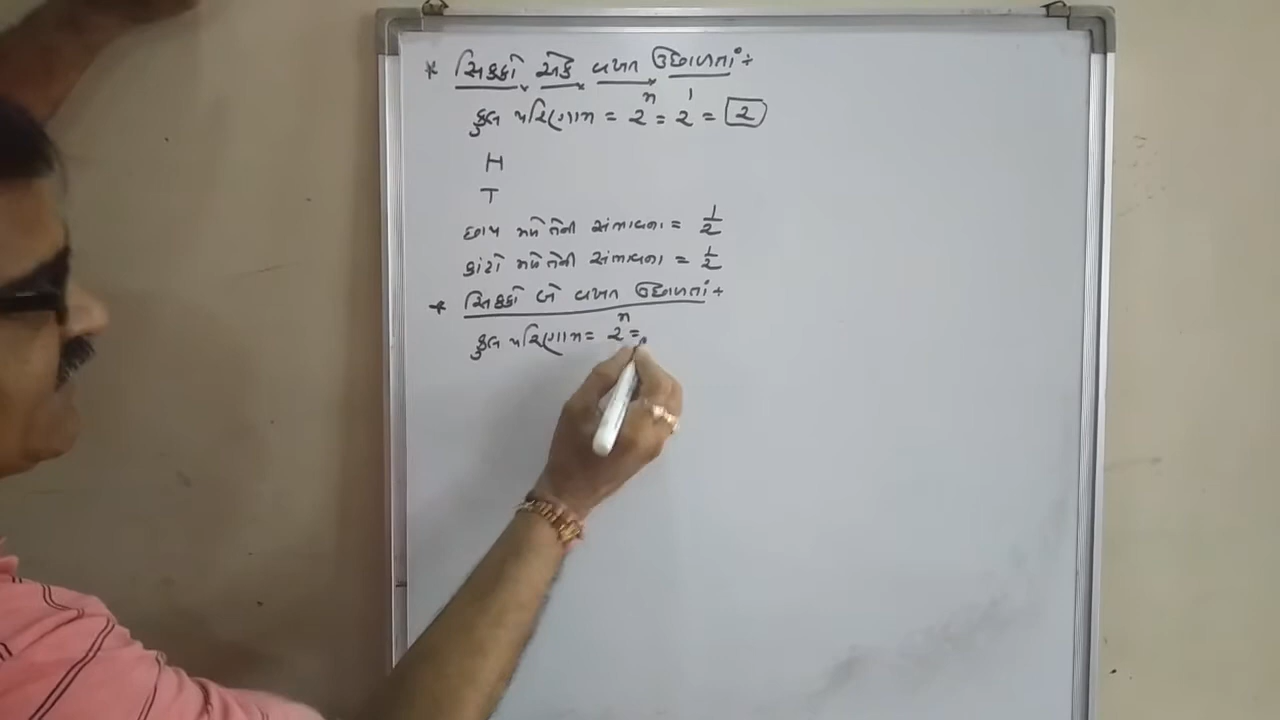 * સિક્કો એક વખત ઉછાળતાં ÷
કુલ પરિણામ = 2ⁿ = 2¹ = 2
H
T
છાપ મળે તેની સંભાવના = 1/2
કાંટો મળે તેની સંભાવના = 1/2
* સિક્કો બે વખત ઉછાળતાં ÷
કુલ પરિણામ = 2ⁿ =